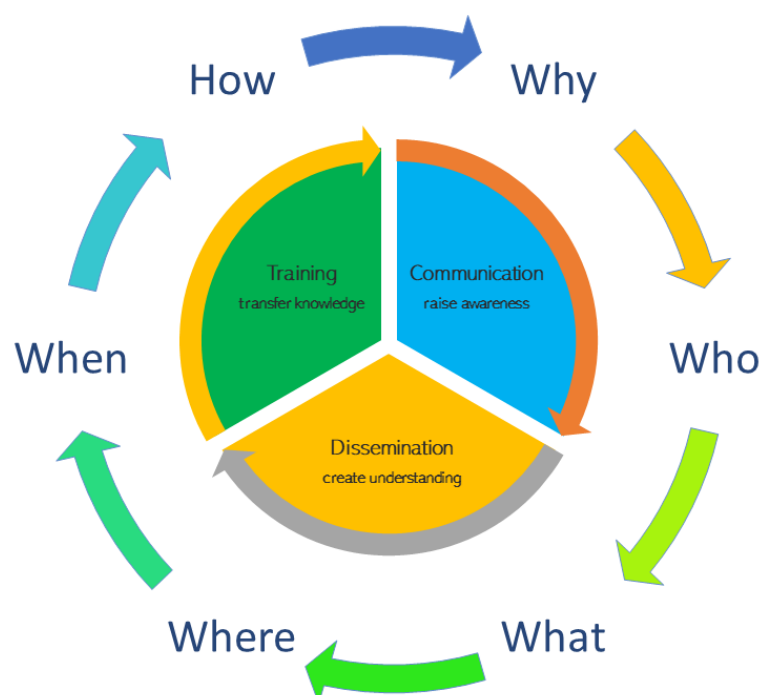 How
Why
Training
transfer knowledge
Communication
raise awareness
When
Who
Dissemination
create understanding
Where
What